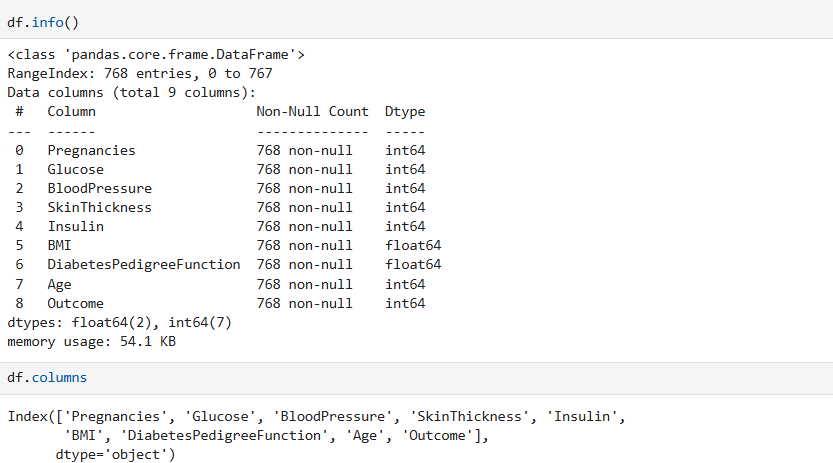 df.info()
<class 'pandas.core.frame.DataFrame'>
RangeIndex: 768 entries, 0 to 767
Data columns (total 9 columns):
 #   Column                    Non-Null Count  Dtype
---  ------                    --------------  -----
 0   Pregnancies               768 non-null    int64
 1   Glucose                   768 non-null    int64
 2   BloodPressure             768 non-null    int64
 3   SkinThickness             768 non-null    int64
 4   Insulin                   768 non-null    int64
 5   BMI                       768 non-null    float64
 6   DiabetesPedigreeFunction  768 non-null    float64
 7   Age                       768 non-null    int64
 8   Outcome                   768 non-null    int64
dtypes: float64(2), int64(7)
memory usage: 54.1 KB
df.columns
Index(['Pregnancies', 'Glucose', 'BloodPressure', 'SkinThickness', 'Insulin',
       'BMI', 'DiabetesPedigreeFunction', 'Age', 'Outcome'],
      dtype='object')